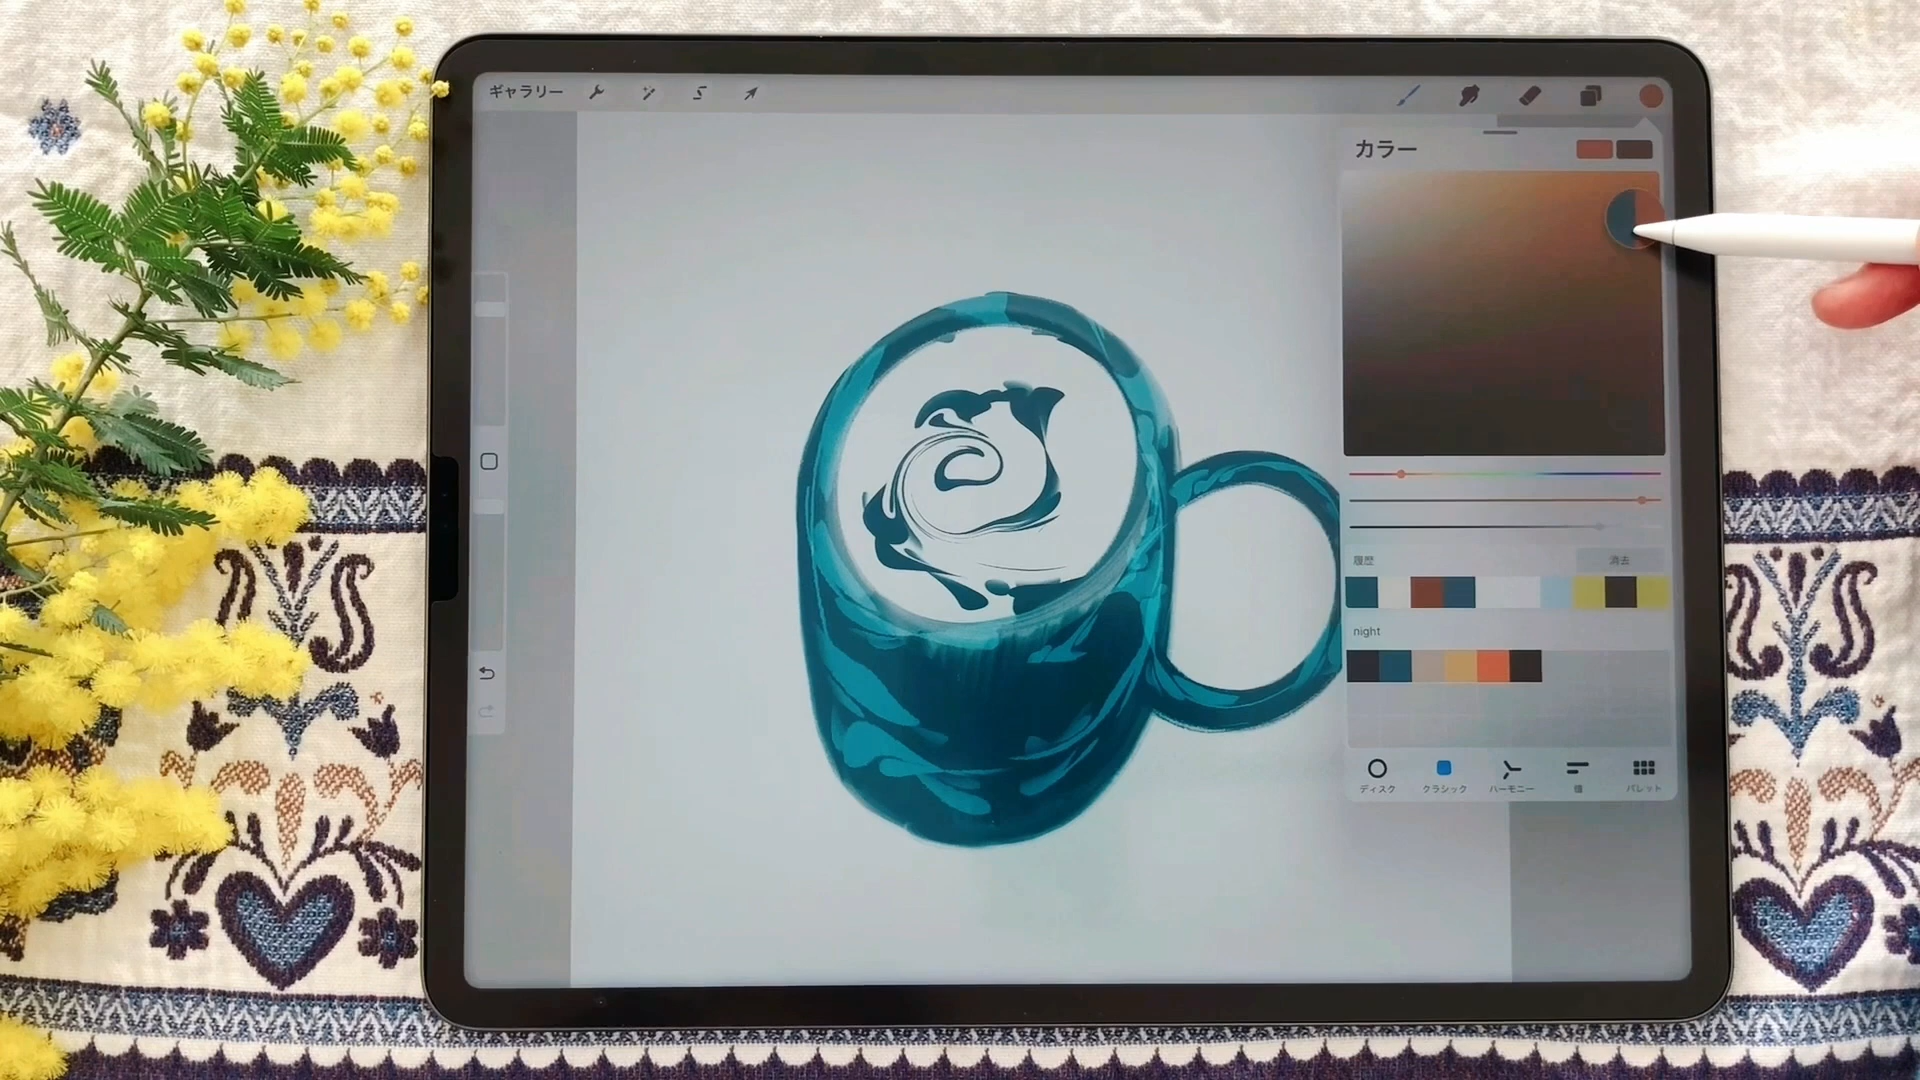 ギャラリー
カラー
履歴
消去
night
ディスク
クラシック
ハーモニー
値
パレット